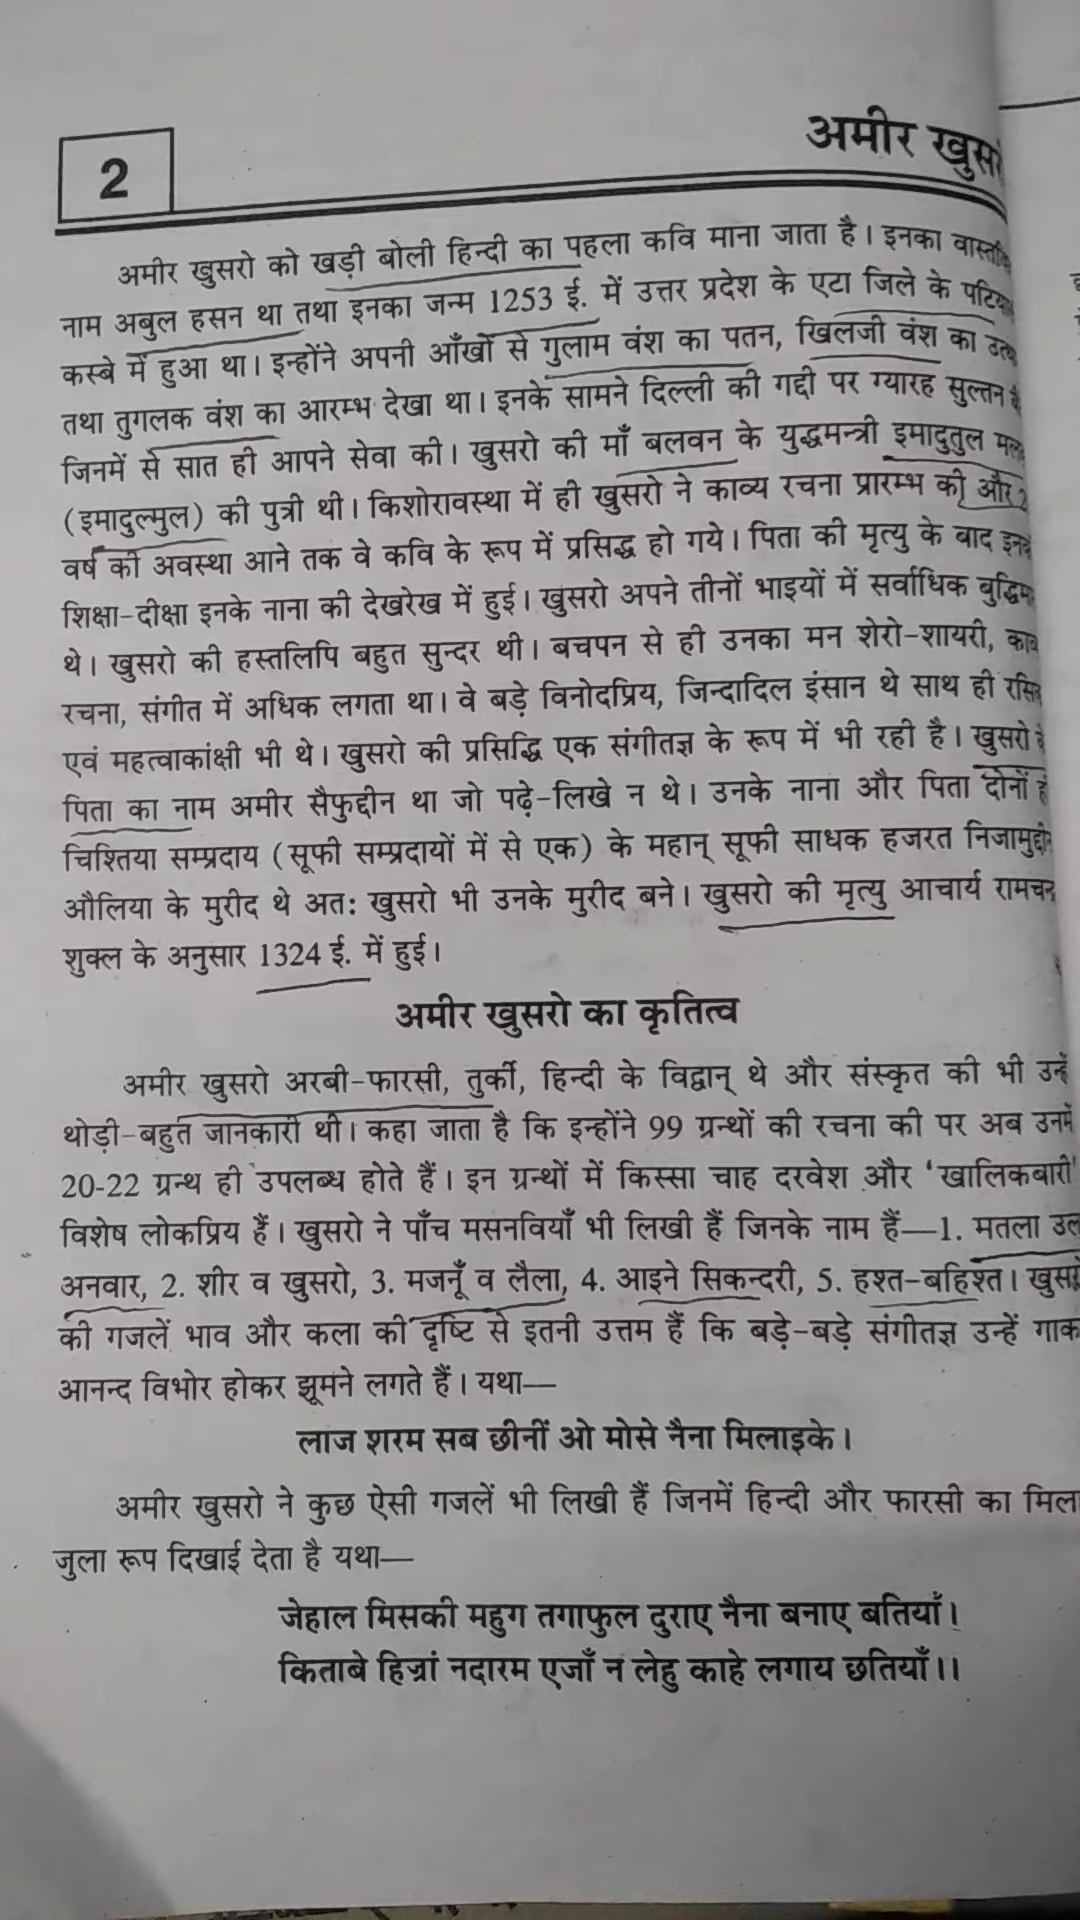 2
अमीर खुसरो
अमीर खुसरो को खड़ी बोली हिन्दी का पहला कवि माना जाता है। इनका
नाम अबुल हसन था तथा इनका जन्म 1253 ई. में उत्तर प्रदेश के एटा जिले के
कस्बे में हुआ था। इन्होंने अपनी आँखों से गुलाम वंश का पतन, खिलजी वंश का
तथा तुगलक वंश का आरम्भ देखा था। इनके सामने दिल्ली की गद्दी पर ग्यारह सुल्तन
जिनमें से सात ही आपने सेवा की। खुसरो की माँ बलवन के युद्धमन्त्री इमादुतुल
(इमादुल्मुल) की पुत्री थी। किशोरावस्था में ही खुसरो ने काव्य रचना प्रारम्भ की और
वर्ष की अवस्था आने तक वे कवि के रूप में प्रसिद्ध हो गये। पिता की मृत्यु के बाद
शिक्षा-दीक्षा इनके नाना की देखरेख में हुई। खुसरो अपने तीनों भाइयों में सर्वाधिक
थे। खुसरो की हस्तलिपि बहुत सुन्दर थी। बचपन से ही उनका मन शेरो-शायरी,
रचना, संगीत में अधिक लगता था। वे बड़े विनोदप्रिय, जिन्दादिल इंसान थे साथ ही
एवं महत्वाकांक्षी भी थे। खुसरो की प्रसिद्धि एक संगीतज्ञ के रूप में भी रही है। खुसरो
पिता का नाम अमीर सैफुद्दीन था जो पढ़े-लिखे न थे। उनके नाना और पिता दोनों
चिश्तिया सम्प्रदाय (सूफी सम्प्रदायों में से एक) के महान् सूफी साधक हजरत निजामुद्दीन
औलिया के मुरीद थे अतः खुसरो भी उनके मुरीद बने। खुसरो की मृत्यु आचार्य
शुक्ल के अनुसार 1324 ई. में हुई।
अमीर खुसरो का कृतित्व
अमीर खुसरो अरबी-फारसी, तुर्की, हिन्दी के विद्वान् थे और संस्कृत की भी उन्हें
थोड़ी-बहुत जानकारी थी। कहा जाता है कि इन्होंने 99 ग्रन्थों की रचना की पर अब उनमें
20-22 ग्रन्थ ही उपलब्ध होते हैं। इन ग्रन्थों में किस्सा चाह दरवेश और 'खालिकबारी'
विशेष लोकप्रिय हैं। खुसरो ने पाँच मसनवियाँ भी लिखी हैं जिनके नाम हैं—1. मतला उल
अनवार, 2. शीर व खुसरो, 3. मजनूँ व लैला, 4. आइने सिकन्दरी, 5. हश्त-बहिश्त। खुसरो
की गजलें भाव और कला की दृष्टि से इतनी उत्तम हैं कि बड़े-बड़े संगीतज्ञ उन्हें
आनन्द विभोर होकर झूमने लगते हैं। यथा—
लाज शरम सब छीनीं ओ मोसे नैना मिलाइके।
अमीर खुसरो ने कुछ ऐसी गजलें भी लिखी हैं जिनमें हिन्दी और फारसी का मिला
जुला रूप दिखाई देता है यथा—
जेहाल मिसकी महुग तगाफुल दुराए नैना बनाए बतियाँ।
किताबे हिज्रां नदारम एजाँ न लेहु काहे लगाय छतियाँ।।